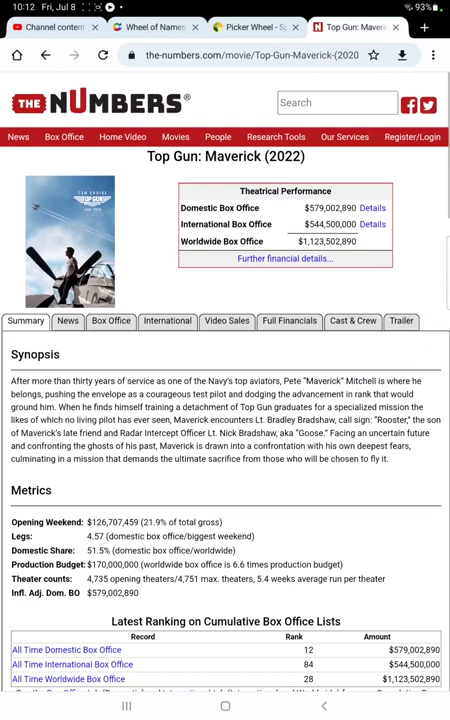 10:12 Fri, Jul 8
93%
Channel content
Wheel of Names
Picker Wheel - Sp
Top Gun: Maveri
the-numbers.com/movie/Top-Gun-Maverick-(2020
THE NUMBERS®
Search
News Box Office Home Video Movies People Research Tools Our Services Register/Login
Top Gun: Maverick (2022)
TOM CRUISE
TOP GUN
Theatrical Performance
Domestic Box Office $579,002,890 Details
International Box Office $544,500,000 Details
Worldwide Box Office $1,123,502,890
Further financial details...
Summary News Box Office International Video Sales Full Financials Cast & Crew Trailer
Synopsis
After more than thirty years of service as one of the Navy's top aviators, Pete “Maverick” Mitchell is where he
belongs, pushing the envelope as a courageous test pilot and dodging the advancement in rank that would
ground him. When he finds himself training a detachment of Top Gun graduates for a specialized mission the
likes of which no living pilot has ever seen, Maverick encounters Lt. Bradley Bradshaw, call sign: “Rooster,” the son
of Maverick's late friend and Radar Intercept Officer Lt. Nick Bradshaw, aka “Goose.” Facing an uncertain future
and confronting the ghosts of his past, Maverick is drawn into a confrontation with his own deepest fears,
culminating in a mission that demands the ultimate sacrifice from those who will be chosen to fly it.
Metrics
Opening Weekend: $126,707,459 (21.9% of total gross)
Legs: 4.57 (domestic box office/biggest weekend)
Domestic Share: 51.5% (domestic box office/worldwide)
Production Budget: $170,000,000 (worldwide box office is 6.6 times production budget)
Theater counts: 4,735 opening theaters/4,751 max. theaters, 5.4 weeks average run per theater
Infl. Adj. Dom. BO $579,002,890
Latest Ranking on Cumulative Box Office Lists
Record Rank Amount
All Time Domestic Box Office 12 $579,002,890
All Time International Box Office 84 $544,500,000
All Time Worldwide Box Office 28 $1,123,502,890